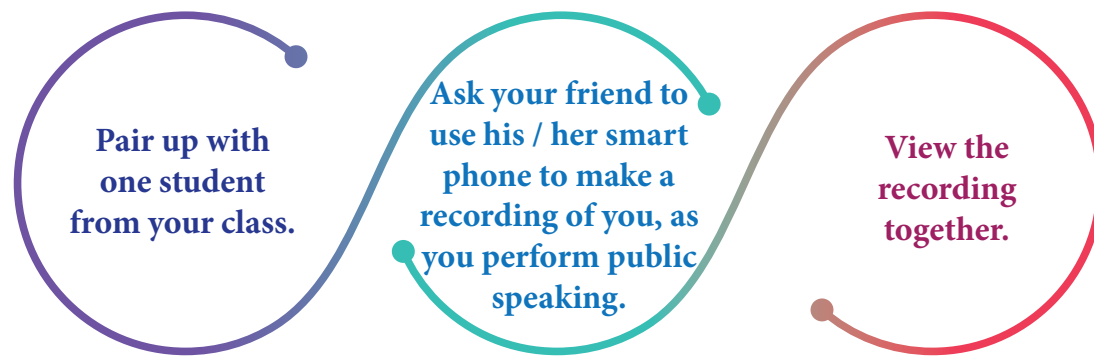 Pair up with
one student
from your class.
Ask your friend to
use his / her smart
phone to make a
recording of you, as
you perform public
speaking.
View the
recording
together.